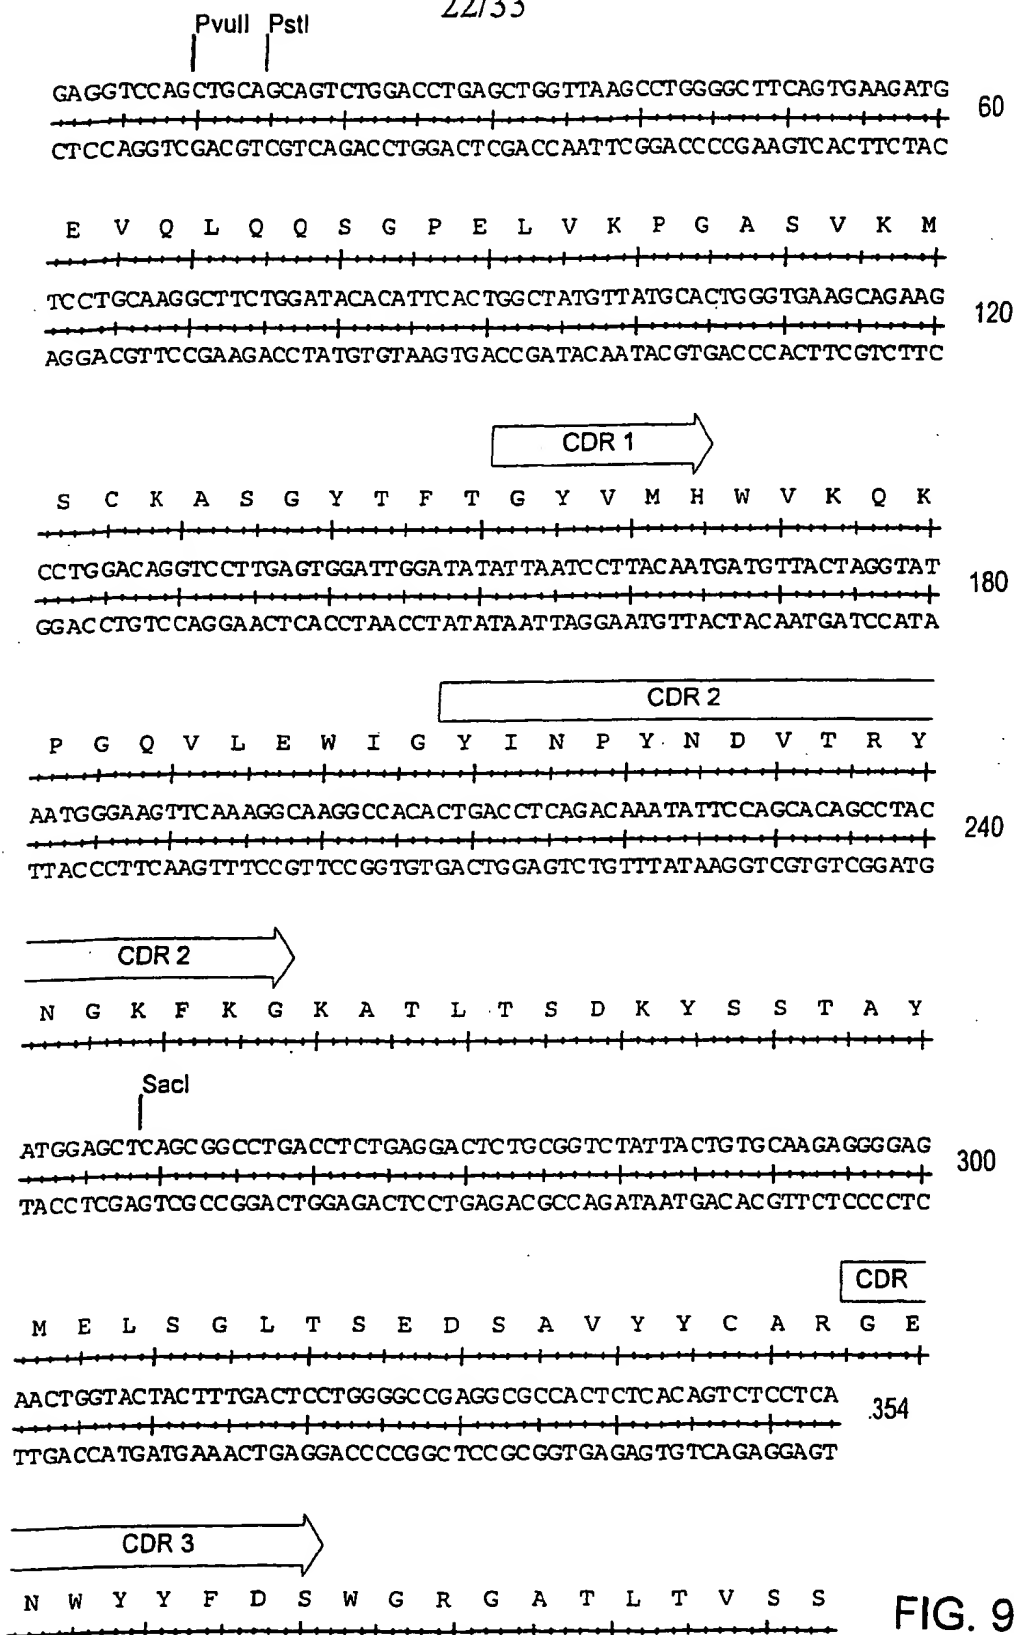 22/33
PvuII PstI
GAGGTCCAGCTGCAGCAGTCTGGACCTGAGCTGGTTAAGCCTGGGGCTTCAGTGAAGATG 60
CTCCAGGTCGACGTCGTCAGACCTGGACTCGACCAATTCGGACCCCGAAGTCACTTCTAC
E V Q L Q Q S G P E L V K P G A S V K M
TCCTGCAAGGCTTCTGGATACACATTCACTGGCTATGTTATGCACTGGGTGAAGCAGAAG 120
AGGACGTTCCGAAGACCTATGTGTAAGTGACCGATACAATACGTGACCCACTTCGTCTTC
CDR 1
S C K A S G Y T F T G Y V M H W V K Q K
CCTGGACAGGTCCTTGAGTGGATTGGATATATTAATCCTTACAATGATGTTACTAGGTAT 180
GGACCTGTCCAGGAACTCACCTAACCTATATAATTAGGAATGTTACTACAATGATCCATA
CDR 2
P G Q V L E W I G Y I N P Y N D V T R Y
AATGGGAAGTTCAAAGGCAAGGCCACACTGACCTCAGACAAATATTCCAGCACAGCCTAC 240
TTACCCTTCAAGTTTCCGTTCCGGTGTGACTGGAGTCTGTTTATAAGGTCGTGTCGGATG
CDR 2
N G K F K G K A T L T S D K Y S S T A Y
SacI
ATGGAGCTCAGCGGCCTGACCTCTGAGGACTCTGCGGTCTATTACTGTGCAAGAGGGGAG 300
TACCTCGAGTCGCCGGACTGGAGACTCCTGAGACGCCAGATAATGACACGTTCTCCCCTC
CDR
M E L S G L T S E D S A V Y Y C A R G E
AACTGGTACTACTTTGACTCCTGGGGCCGAGGCGCCACTCTCACAGTCTCCTCA .354
TTGACCATGATGAAACTGAGGACCCCGGCTCCGCGGTGAGAGTGTCAGAGGAGT
CDR 3
N W Y Y F D S W G R G A T L T V S S
FIG. 9